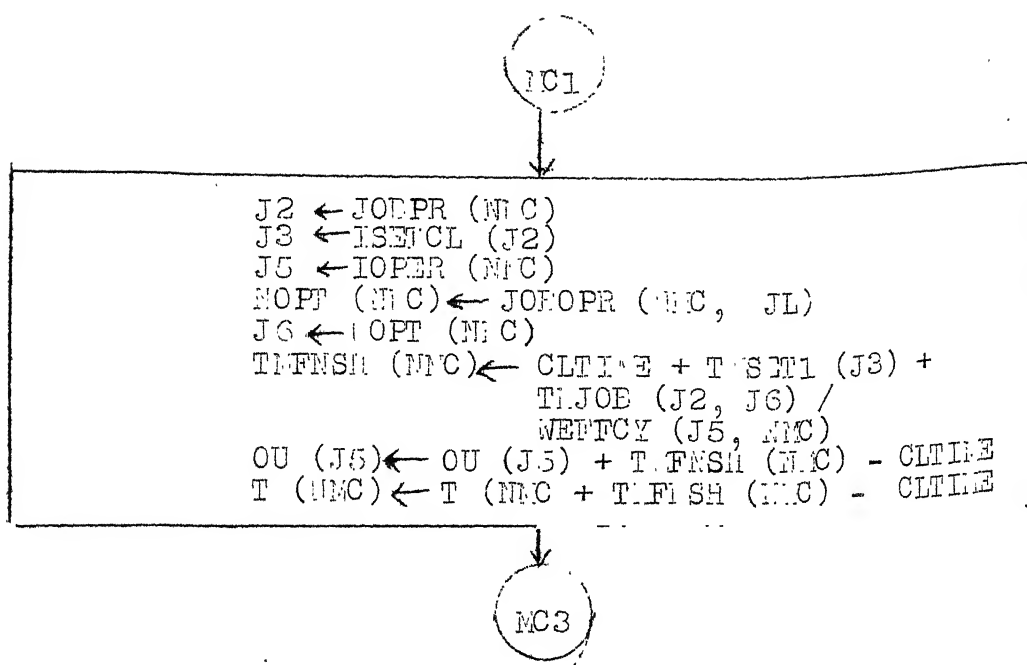 MC1
J2 ← JOBPR (NMC)
J3 ← ISETCL (J2)
J5 ← IOPER (NMC)
NOPT (NMC) ← JOBOPR (NMC, JL)
J6 ← NOPT (NMC)
TMFNSH (NMC) ← CLTIME + TMSET1 (J3) +
TMJOB (J2, J6) /
WEFFCY (J5, NMC)
OU (J5) ← OU (J5) + TMFNSH (NMC) - CLTIME
T (NMC) ← T (NMC + TMFNSH (NMC) - CLTIME
MC3